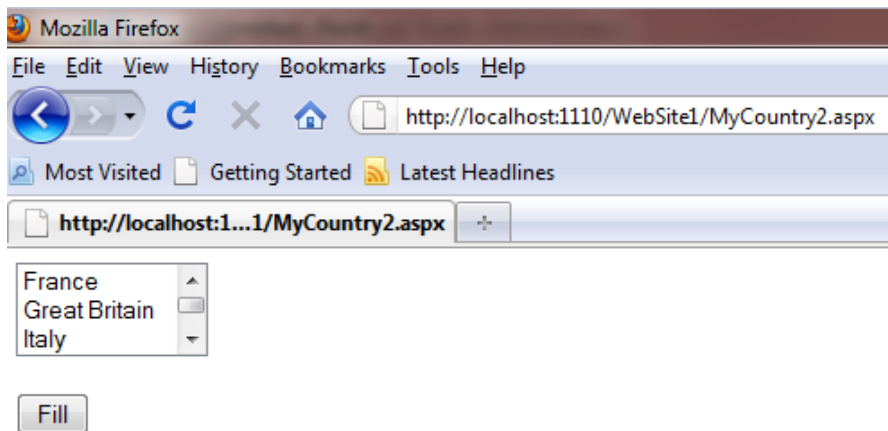 Mozilla Firefox
File Edit View History Bookmarks Tools Help
http://localhost:1110/WebSite1/MyCountry2.aspx
Most Visited Getting Started Latest Headlines
http://localhost:1...1/MyCountry2.aspx
France
Great Britain
Italy
Fill